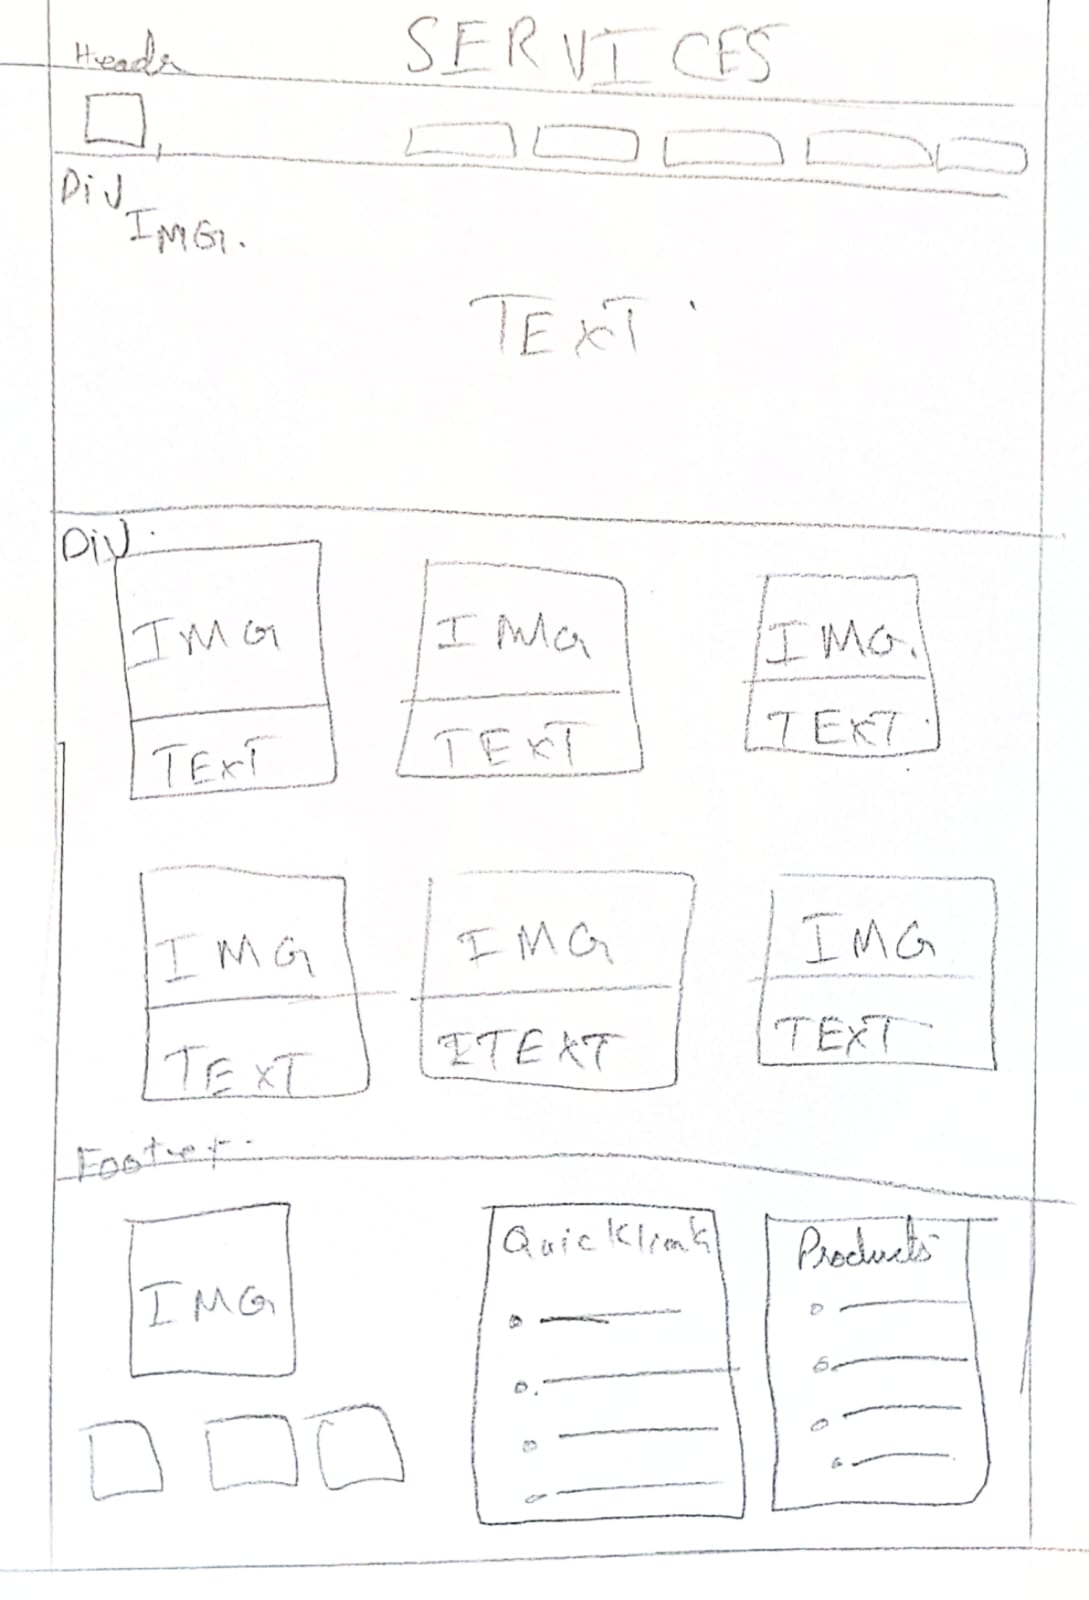 SERVICES
Header
Div
IMG.
TEXT
Div.
IMG IMG IMG.
TEXT TEXT TEXT
IMG IMG IMG
TEXT ITEXT TEXT
Footer
Quicklink
Products
IMG